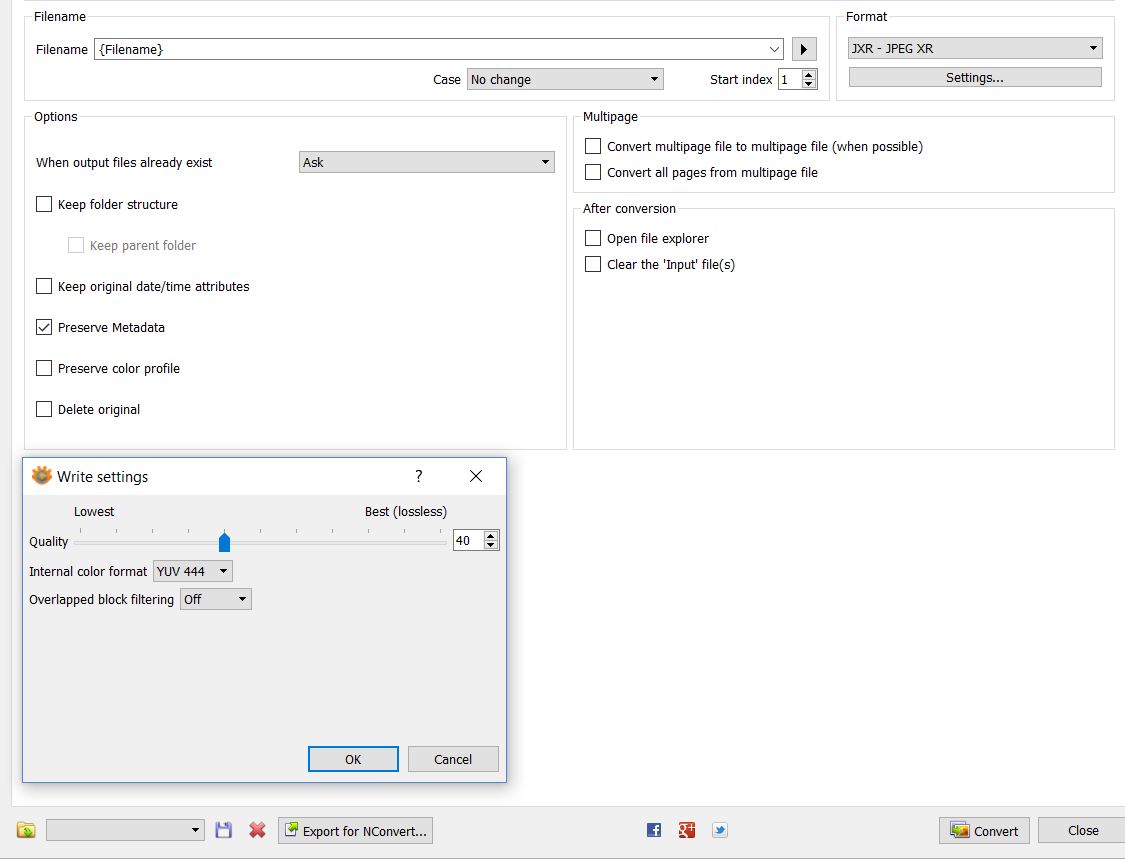 Filename
Filename {Filename}
Case No change Start index 1
Format
JXR - JPEG XR
Settings...
Options
When output files already exist Ask
Keep folder structure
Keep parent folder
Keep original date/time attributes
Preserve Metadata
Preserve color profile
Delete original
Multipage
Convert multipage file to multipage file (when possible)
Convert all pages from multipage file
After conversion
Open file explorer
Clear the 'Input' file(s)
Write settings ?
Lowest Best (lossless)
Quality 40
Internal color format YUV 444
Overlapped block filtering Off
OK Cancel
Export for NConvert... Convert Close